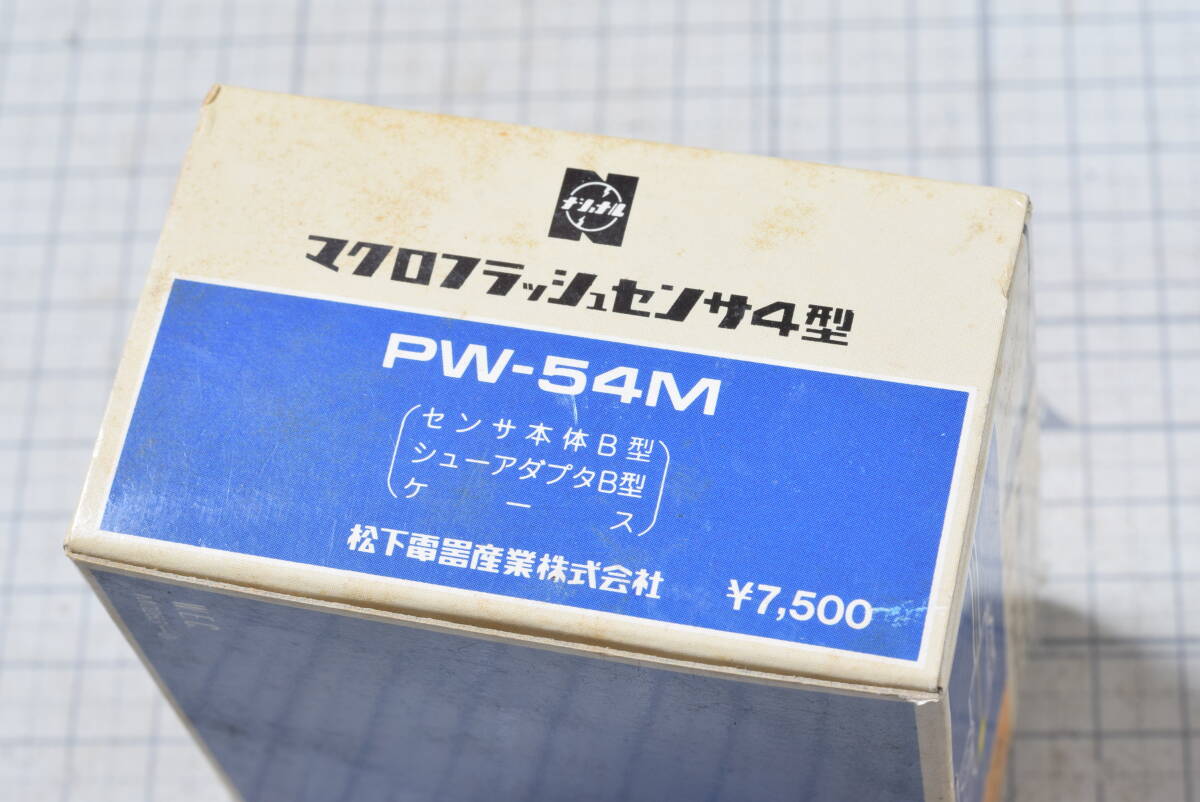 ナショナル
マクロフラッシュセンサ4型
PW-54M
(センサ本体B型
シューアダプタB型
ケース)
松下電器産業株式会社
¥7,500